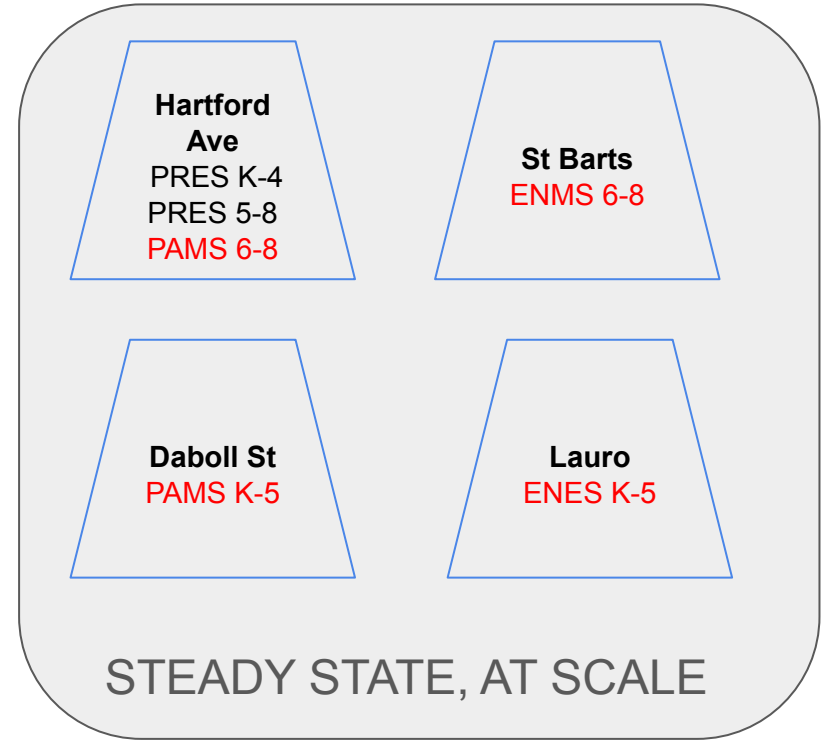 Hartford
Ave
PRES K-4
PRES 5-8
PAMS 6-8
St Barts
ENMS 6-8
Daboll St
PAMS K-5
Lauro
ENES K-5
STEADY STATE, AT SCALE